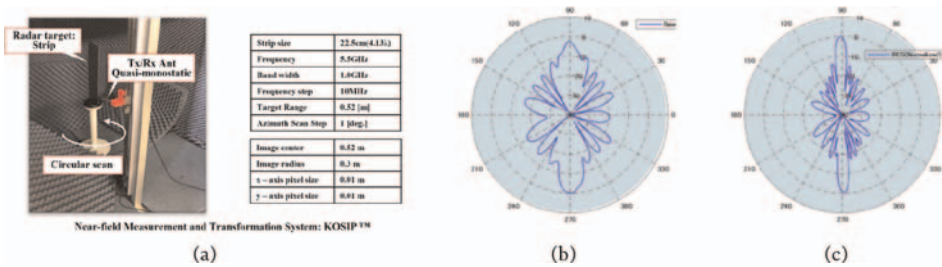 Radar target:
Strip
Tx/Rx Ant
Quasi-monostatic
Circular scan
Strip size 22.5cm(4.13λ)
Frequency 5.5GHz
Band width 1.0GHz
Frequency step 10MHz
Target Range 0.52 [m]
Azimuth Scan Step 1 [deg.]
Image center 0.52 m
Image radius 0.3 m
x – axis pixel size 0.01 m
y – axis pixel size 0.01 m
Near-field Measurement and Transformation System: KOSIP™
(a)
120 90 60
150 30
180 0
210 330
240 270 300
(b)
120 90 60
150 30
180 0
210 330
240 270 300
(c)